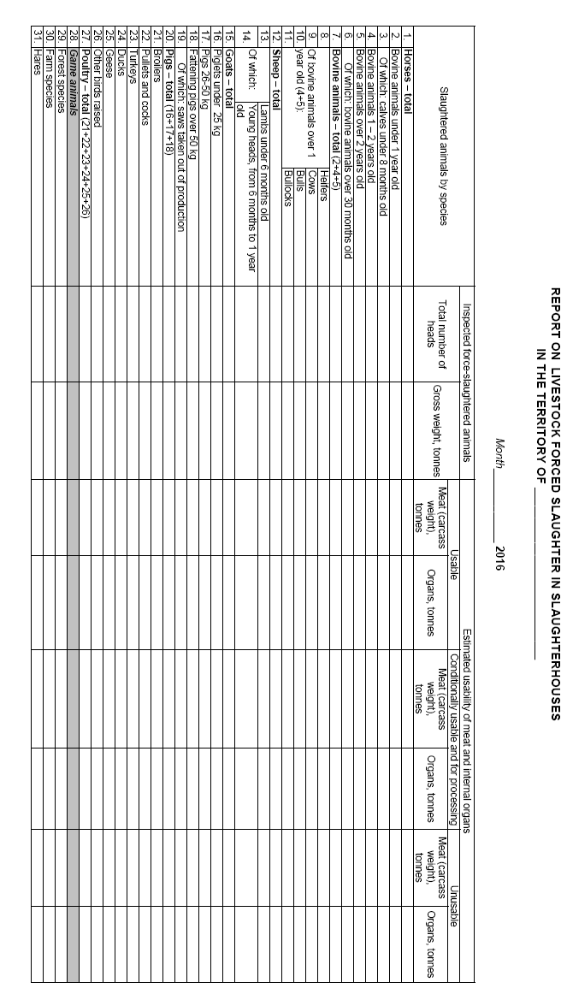 REPORT ON LIVESTOCK FORCED SLAUGHTER IN SLAUGHTERHOUSES
IN THE TERRITORY OF ____________________
Month____________ 2016
Slaughtered animals by species
Inspected force-slaughtered animals
Estimated usability of meat and internal organs
Usable
Conditionally usable and for processing
Unusable
Total number of
heads
Gross weight, tonnes
Meat (carcass
weight),
tonnes
Organs, tonnes
Meat (carcass
weight),
tonnes
Organs, tonnes
Meat (carcass
weight),
tonnes
Organs, tonnes
1. Horses – total
2. Bovine animals under 1 year old
3. Of which: calves under 8 months old
4. Bovine animals 1 – 2 years old
5. Bovine animals over 2 years old
6. Of which: bovine animals over 30 months old
7. Bovine animals – total (2+4+5)
8. Heifers
9. Of bovine animals over 1 Cows
10. year old (4+5): Bulls
11. Bullocks
12. Sheep – total
13. Lambs under 6 months old
14. Of which: Young heads, from 6 months to 1 year
old
15. Goats – total
16. Piglets under 25 kg
17. Pigs 26-50 kg
18. Fattening pigs over 50 kg
19. Of which: saws taken out of production
20. Pigs – total (16+17+18)
21. Broilers
22. Pullets and cocks
23. Turkeys
24. Ducks
25. Geese
26. Other birds raised
27. Poultry – total (21+22+23+24+25+26)
28. Game animals
29. Forest species
30. Farm species
31. Hares